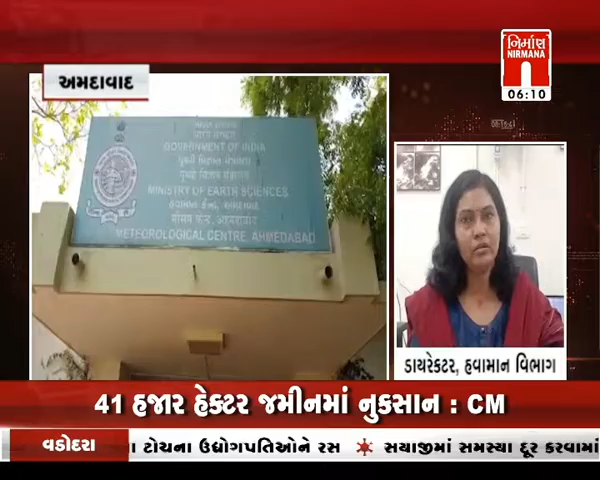 નિર્માણ
NIRMANA
06:10
અમદાવાદ
GOVERNMENT OF INDIA
MINISTRY OF EARTH SCIENCES
METEOROLOGICAL CENTRE, AHMEDABAD
ડાયરેક્ટર, હવામાન વિભાગ
41 હજાર હેક્ટર જમીનમાં નુકસાન : CM
વડોદરા
ટોચના ઉદ્યોગપતિઓને રસ
સયાજીમાં સમસ્યા દૂર કરવામાં